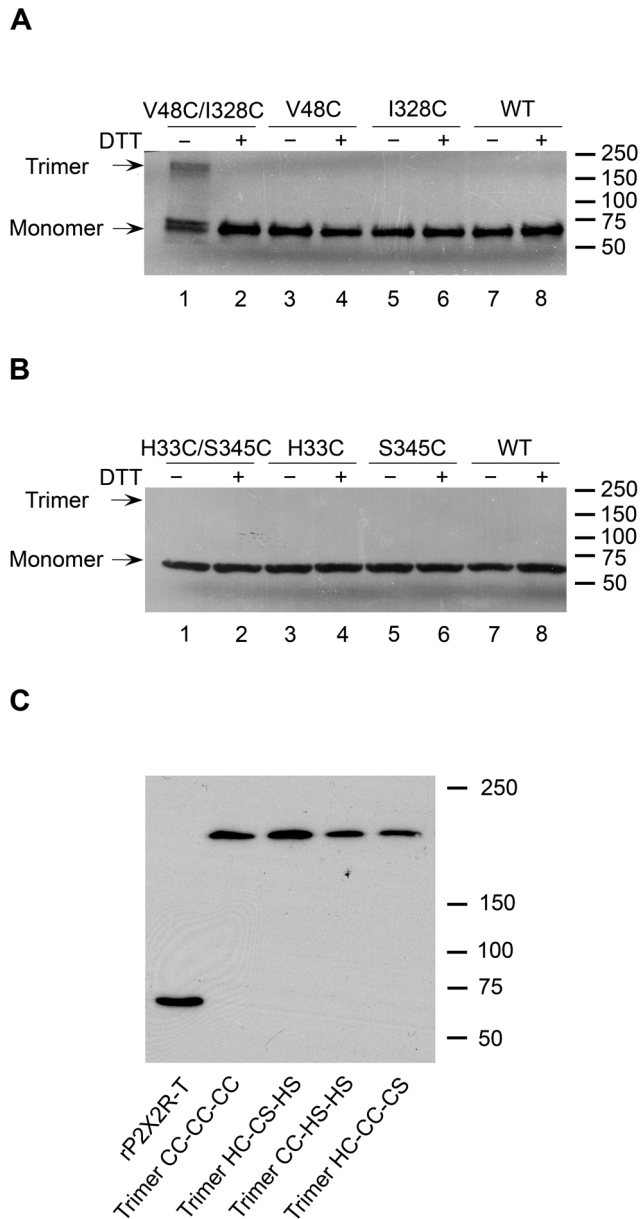 A
V48C/I328C V48C I328C WT
DTT – + – + – + – +
Trimer
Monomer
250
150
100
75
50
1 2 3 4 5 6 7 8
B
H33C/S345C H33C S345C WT
DTT – + – + – + – +
Trimer
Monomer
250
150
100
75
50
1 2 3 4 5 6 7 8
C
250
150
100
75
50
rP2X2R-T
Trimer CC-CC-CC
Trimer HC-CS-HS
Trimer CC-HS-HS
Trimer HC-CC-CS